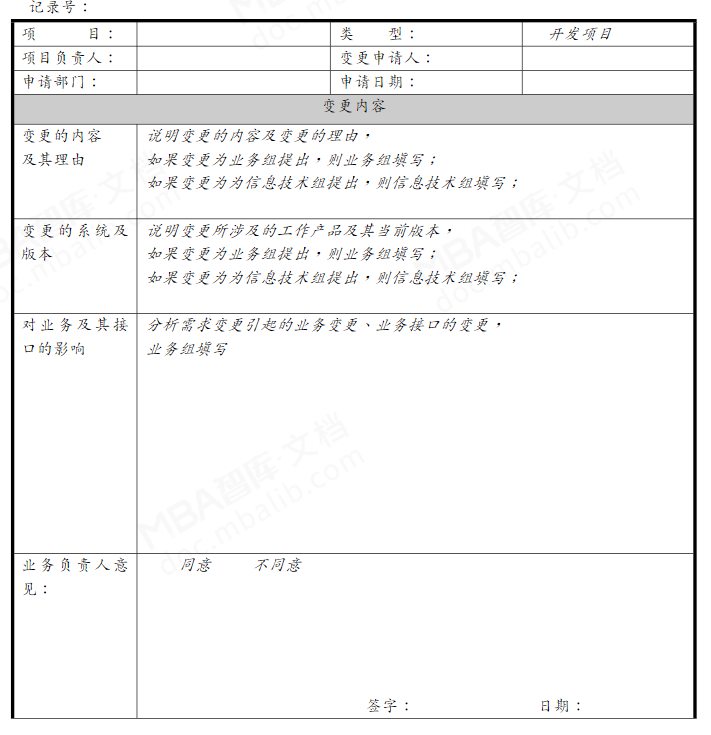 记录号：
项 目： 类 型： 开发项目
项目负责人： 变更申请人：
申请部门： 申请日期：
变更内容
变更的内容 说明变更的内容及变更的理由，
及其理由 如果变更为业务组提出，则业务组填写；
如果变更为为信息技术组提出，则信息技术组填写；
变更的系统及 说明变更所涉及的工作产品及其当前版本，
版本 如果变更为业务组提出，则业务组填写；
如果变更为为信息技术组提出，则信息技术组填写；
对业务及其接 分析需求变更引起的业务变更、业务接口的变更，
口的影响 业务组填写
业务负责人意 同意 不同意
见：
签字： 日期：
MBA智库·文档
doc.mbalib.com